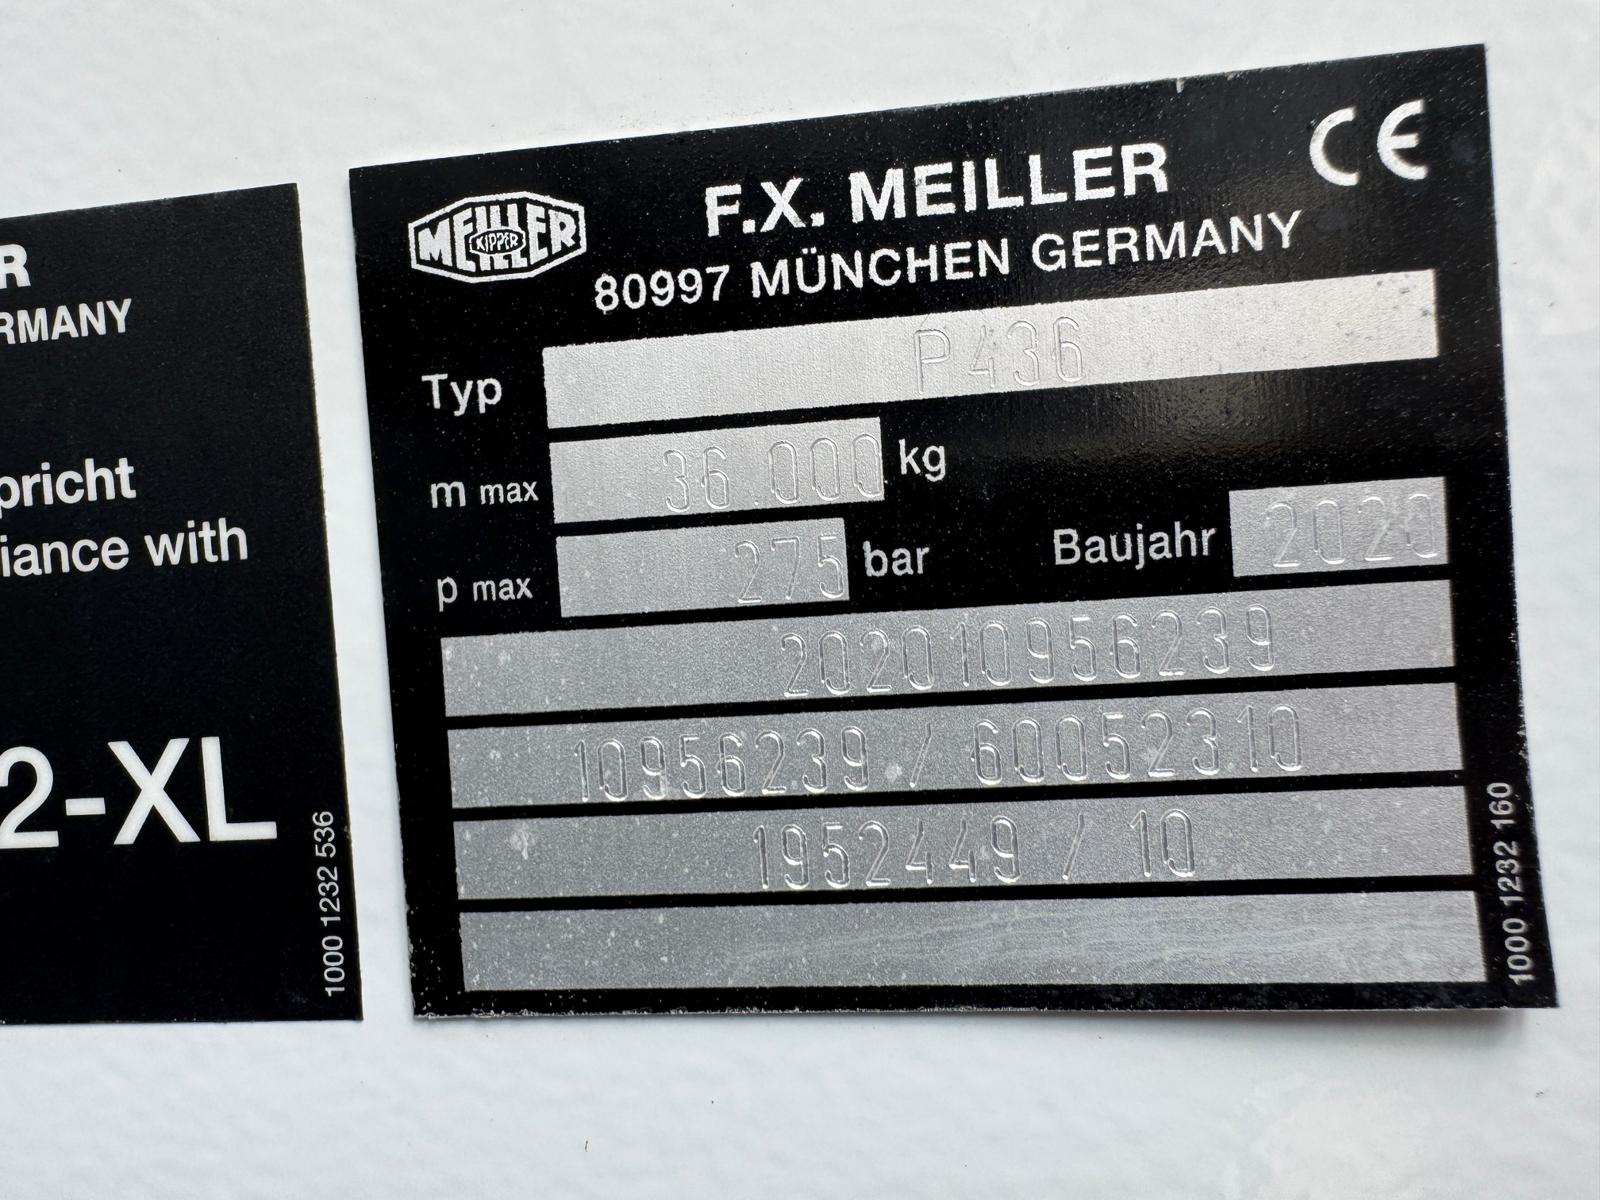 R
RMANY
pricht
iance with
2-XL
1000 1232 536
MEILLER
KIPPER
F.X. MEILLER
CE
80997 MÜNCHEN GERMANY
Typ P436
m max 36.000 kg
p max 275 bar
Baujahr 2020
202010956239
10956239 / 60052310
1952449 / 10
1000 1232 160